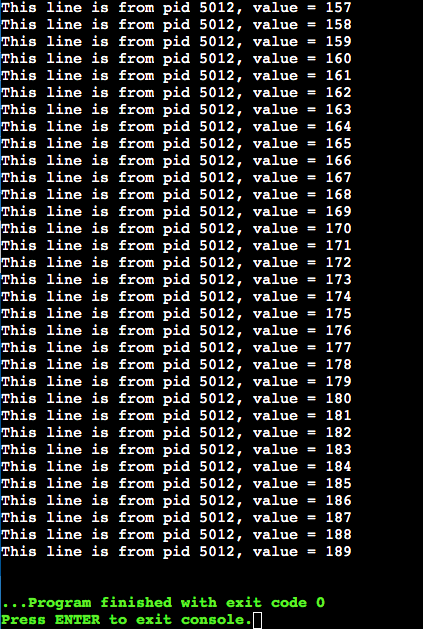 This line is from pid 5012, value = 157
This line is from pid 5012, value = 158
This line is from pid 5012, value = 159
This line is from pid 5012, value = 160
This line is from pid 5012, value = 161
This line is from pid 5012, value = 162
This line is from pid 5012, value = 163
This line is from pid 5012, value = 164
This line is from pid 5012, value = 165
This line is from pid 5012, value = 166
This line is from pid 5012, value = 167
This line is from pid 5012, value = 168
This line is from pid 5012, value = 169
This line is from pid 5012, value = 170
This line is from pid 5012, value = 171
This line is from pid 5012, value = 172
This line is from pid 5012, value = 173
This line is from pid 5012, value = 174
This line is from pid 5012, value = 175
This line is from pid 5012, value = 176
This line is from pid 5012, value = 177
This line is from pid 5012, value = 178
This line is from pid 5012, value = 179
This line is from pid 5012, value = 180
This line is from pid 5012, value = 181
This line is from pid 5012, value = 182
This line is from pid 5012, value = 183
This line is from pid 5012, value = 184
This line is from pid 5012, value = 185
This line is from pid 5012, value = 186
This line is from pid 5012, value = 187
This line is from pid 5012, value = 188
This line is from pid 5012, value = 189
...Program finished with exit code 0
Press ENTER to exit console.